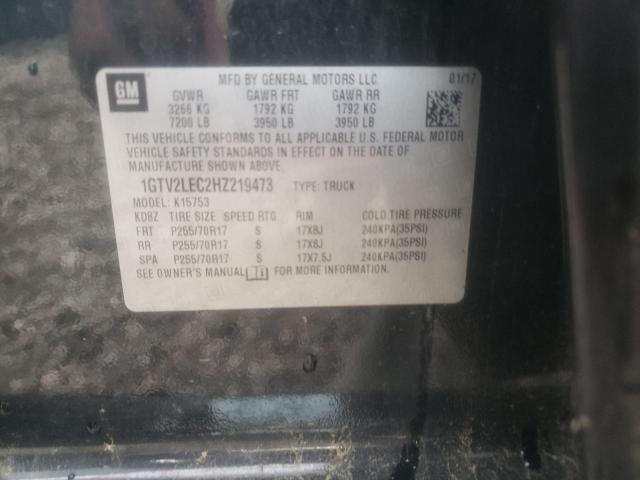 GM
MFD BY GENERAL MOTORS LLC 01/17
GVWR GAWR FRT GAWR RR
3266 KG 1792 KG 1792 KG
7200 LB 3950 LB 3950 LB
THIS VEHICLE CONFORMS TO ALL APPLICABLE U.S. FEDERAL MOTOR
VEHICLE SAFETY STANDARDS IN EFFECT ON THE DATE OF
MANUFACTURE SHOWN ABOVE.
1GTV2LEC2HZ219473 TYPE: TRUCK
MODEL: K15753
KD8Z TIRE SIZE SPEED RTG RIM COLD TIRE PRESSURE
FRT P255/70R17 S 17X8J 240KPA(35PSI)
RR P255/70R17 S 17X8J 240KPA(35PSI)
SPA P255/70R17 S 17X7.5J 240KPA(35PSI)
SEE OWNER'S MANUAL FOR MORE INFORMATION.